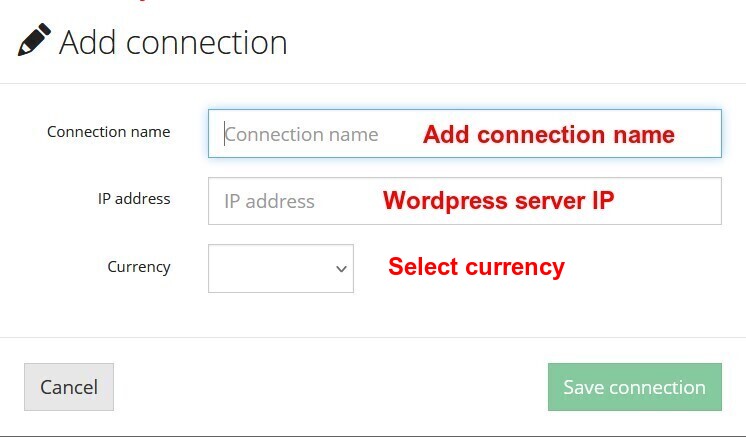 Add connection
Connection name Connection name Add connection name
IP address IP address Wordpress server IP
Currency Select currency
Cancel Save connection